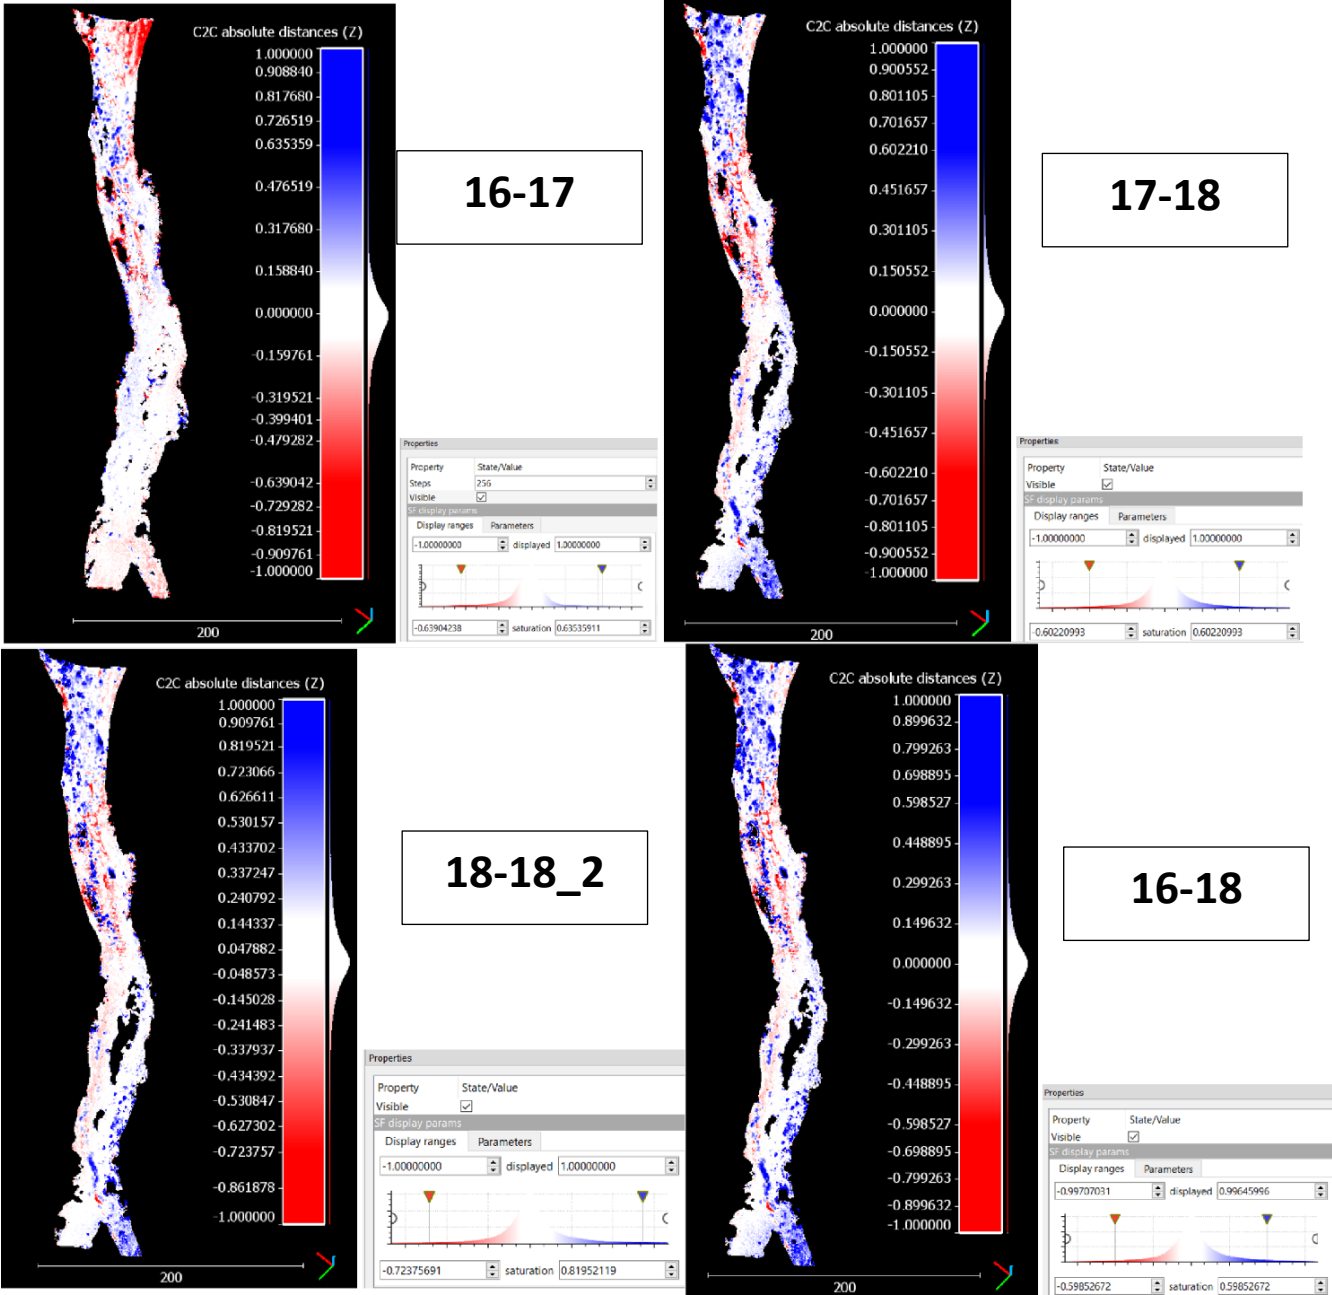 C2C absolute distances (Z)
1.000000
0.908840
0.817680
0.726519
0.635359
0.476519
0.317680
0.158840
0.000000
-0.159761
-0.319521
-0.399401
-0.479282
-0.639042
-0.729282
-0.819521
-0.909761
-1.000000
200
16-17
Properties
Property State/Value
Steps 256
Visible
SF display params
Display ranges Parameters
-1.00000000 displayed 1.00000000
-0.63904238 saturation 0.63535911
C2C absolute distances (Z)
1.000000
0.900552
0.801105
0.701657
0.602210
0.451657
0.301105
0.150552
0.000000
-0.150552
-0.301105
-0.451657
-0.602210
-0.701657
-0.801105
-0.900552
-1.000000
200
17-18
Properties
Property State/Value
Visible
SF display params
Display ranges Parameters
-1.00000000 displayed 1.00000000
-0.60220993 saturation 0.60220993
C2C absolute distances (Z)
1.000000
0.909761
0.819521
0.723066
0.626611
0.530157
0.433702
0.337247
0.240792
0.144337
0.047882
-0.048573
-0.145028
-0.241483
-0.337937
-0.434392
-0.530847
-0.627302
-0.723757
-0.861878
-1.000000
200
18-18_2
Properties
Property State/Value
Visible
SF display params
Display ranges Parameters
-1.00000000 displayed 1.00000000
-0.72375691 saturation 0.81952119
C2C absolute distances (Z)
1.000000
0.899632
0.799263
0.698895
0.598527
0.448895
0.299263
0.149632
0.000000
-0.149632
-0.299263
-0.448895
-0.598527
-0.698895
-0.799263
-0.899632
-1.000000
200
16-18
Properties
Property State/Value
Visible
SF display params
Display ranges Parameters
-0.99707031 displayed 0.99645996
-0.59852672 saturation 0.59852672